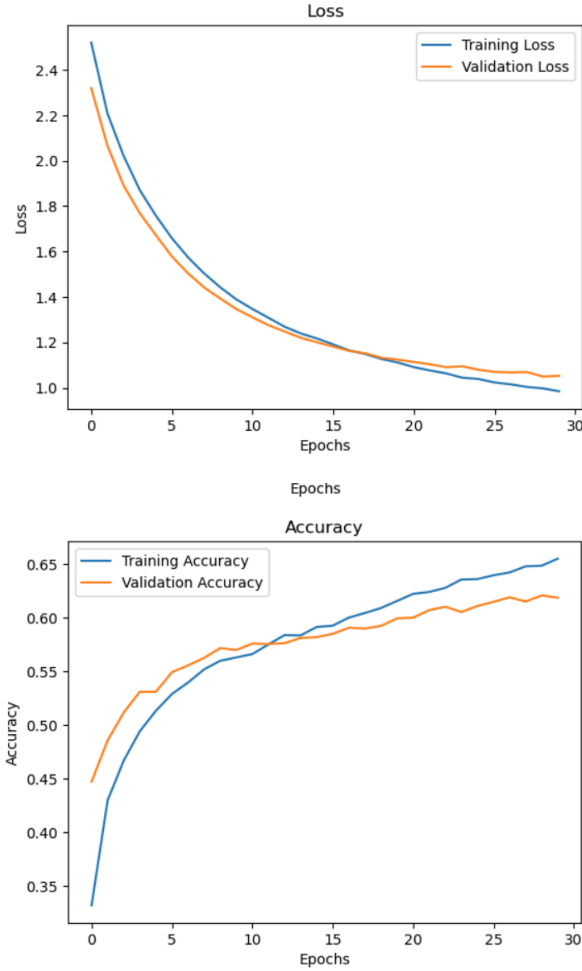 Loss
Training Loss
Validation Loss
2.4
2.2
2.0
1.8
1.6
1.4
1.2
1.0
Loss
0 5 10 15 20 25 30
Epochs
Epochs
Accuracy
Training Accuracy
Validation Accuracy
0.65
0.60
0.55
0.50
0.45
0.40
0.35
Accuracy
0 5 10 15 20 25 30
Epochs